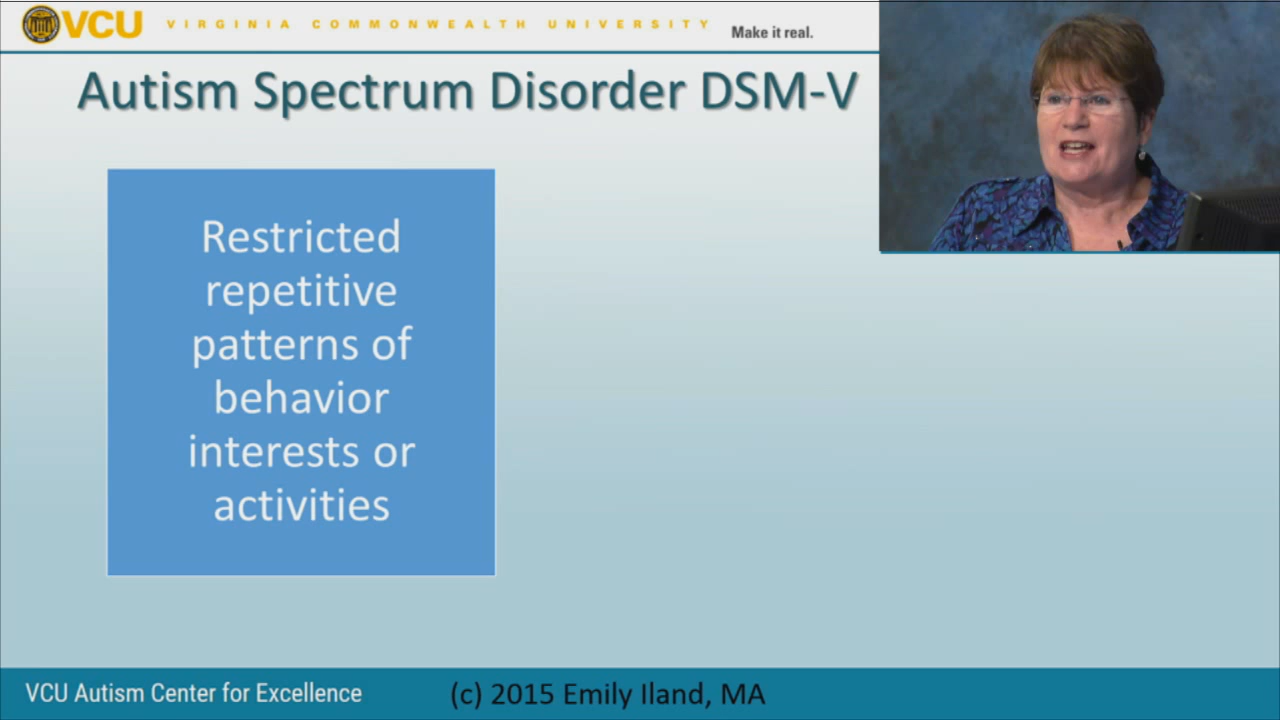 VCU VIRGINIA COMMONWEALTH UNIVERSITY Make it real.
Autism Spectrum Disorder DSM-V
Restricted
repetitive
patterns of
behavior
interests or
activities
VCU Autism Center for Excellence (c) 2015 Emily Iland, MA